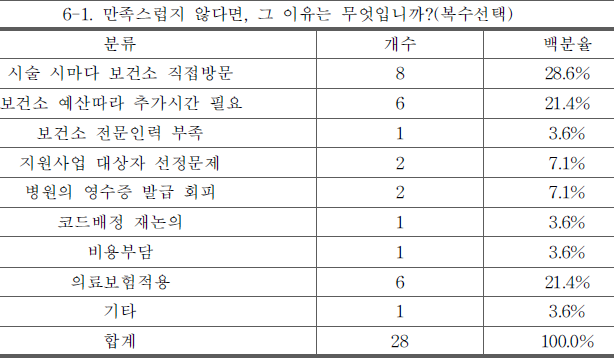 6-1. 만족스럽지 않다면, 그 이유는 무엇입니까?(복수선택)
분류 개수 백분율
시술 시마다 보건소 직접방문 8 28.6%
보건소 예산따라 추가시간 필요 6 21.4%
보건소 전문인력 부족 1 3.6%
지원사업 대상자 선정문제 2 7.1%
병원의 영수증 발급 회피 2 7.1%
코드배정 재논의 1 3.6%
비용부담 1 3.6%
의료보험적용 6 21.4%
기타 1 3.6%
합계 28 100.0%